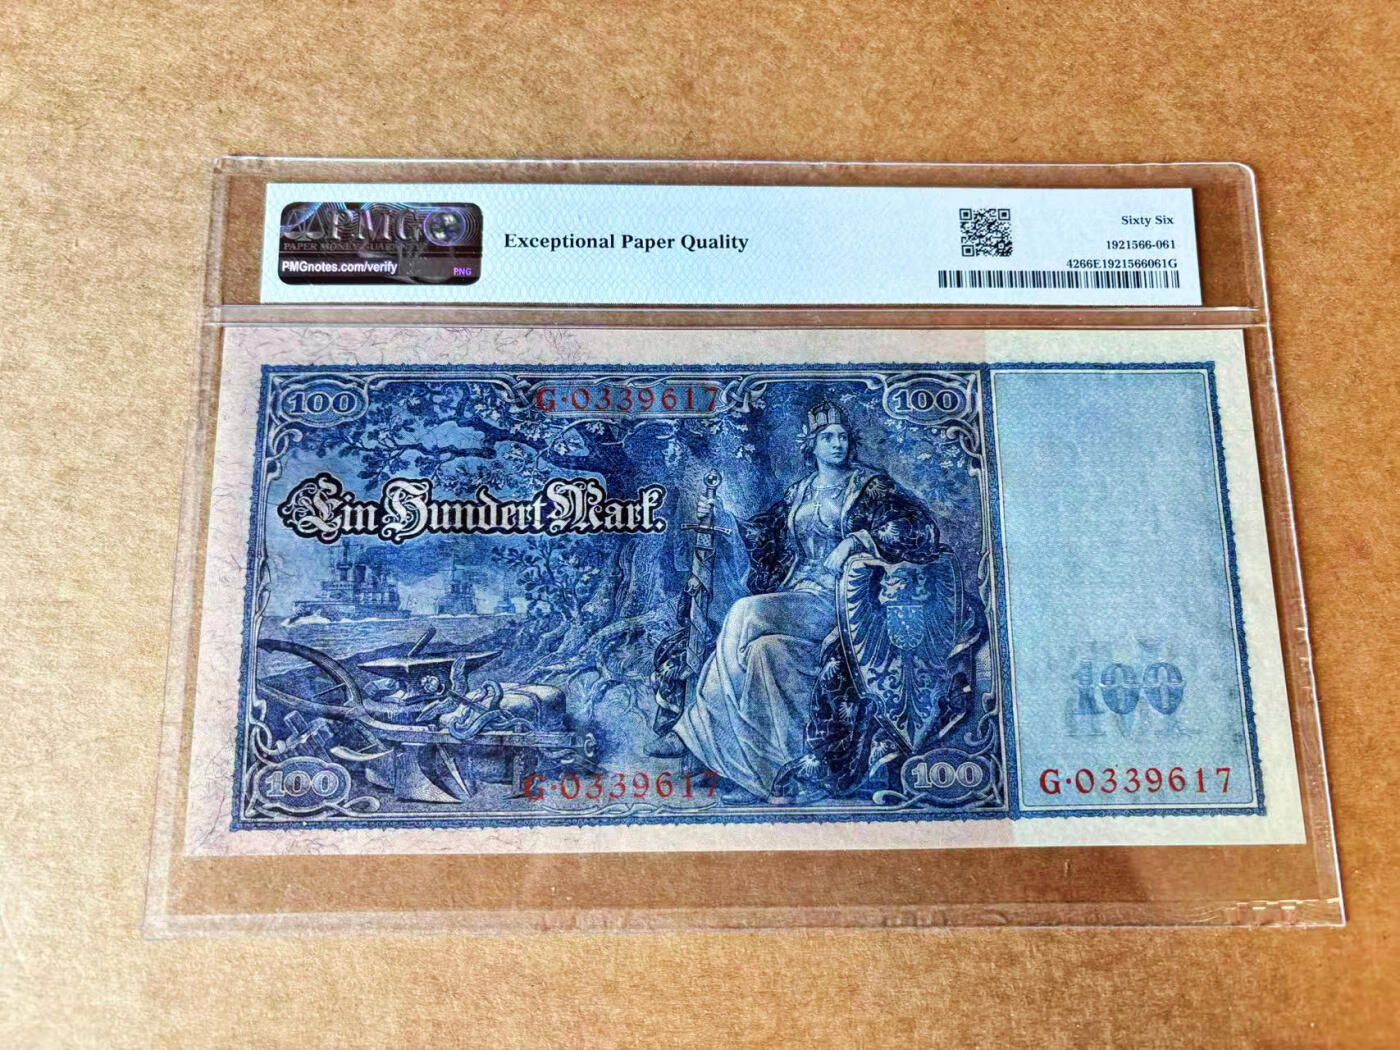 PMG
PAPER MONEY GUARANTY
PMGnotes.com/verify
PNG
Exceptional Paper Quality
Sixty Six
1921566-061
4266E1921566061G
100
G·0339617
100
Ein Hundert Mark.
100
100
G·0339617
100
G·0339617